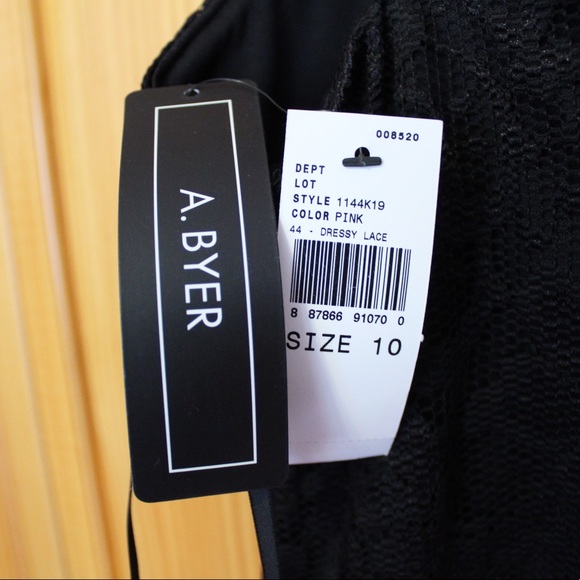 A.BYER
008520
DEPT
LOT
STYLE 1144K19
COLOR PINK
44 - DRESSY LACE
8 87866 91070 0
SIZE 10